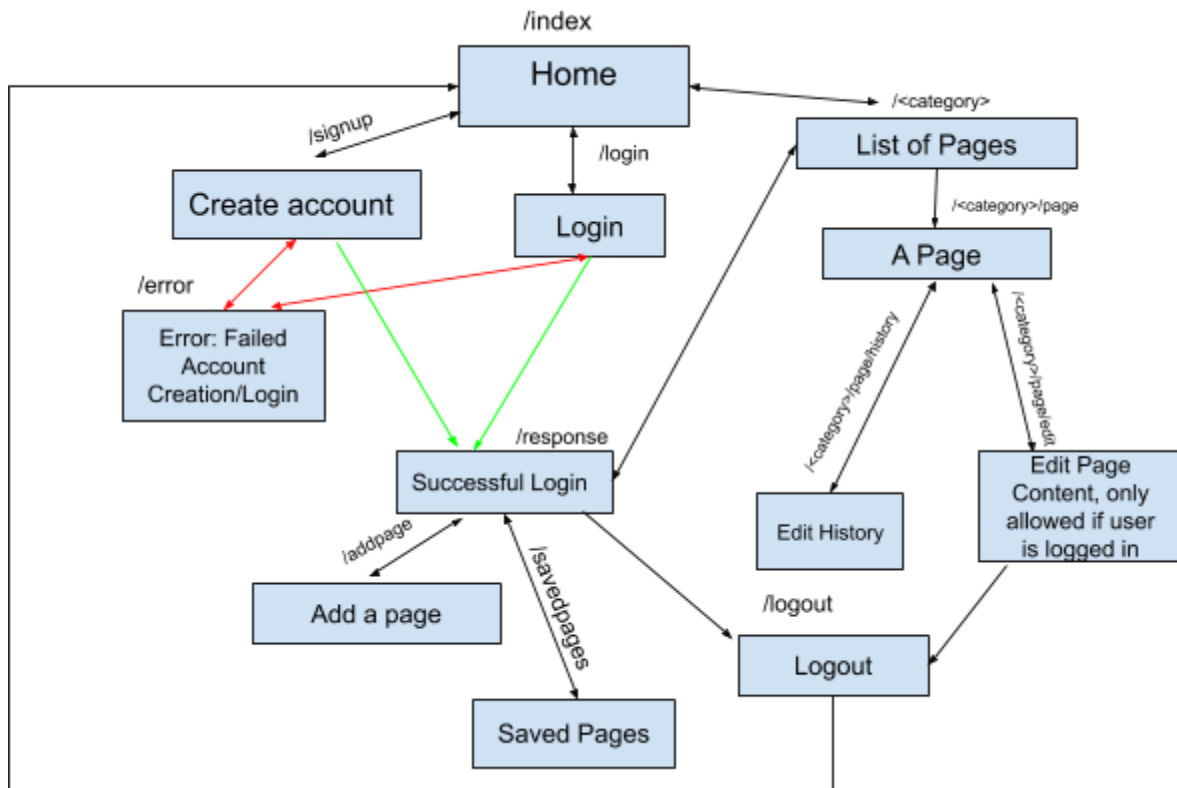 /index
Home
/<category>
/signup
/login
List of Pages
Create account
Login
/<category>/page
A Page
/error
Error: Failed
Account
Creation/Login
/<category>/page/history
/<category>/page/edit
/response
Successful Login
Edit Page
Content, only
allowed if user
is logged in
Edit History
/addpage
/savedpages
Add a page
/logout
Logout
Saved Pages